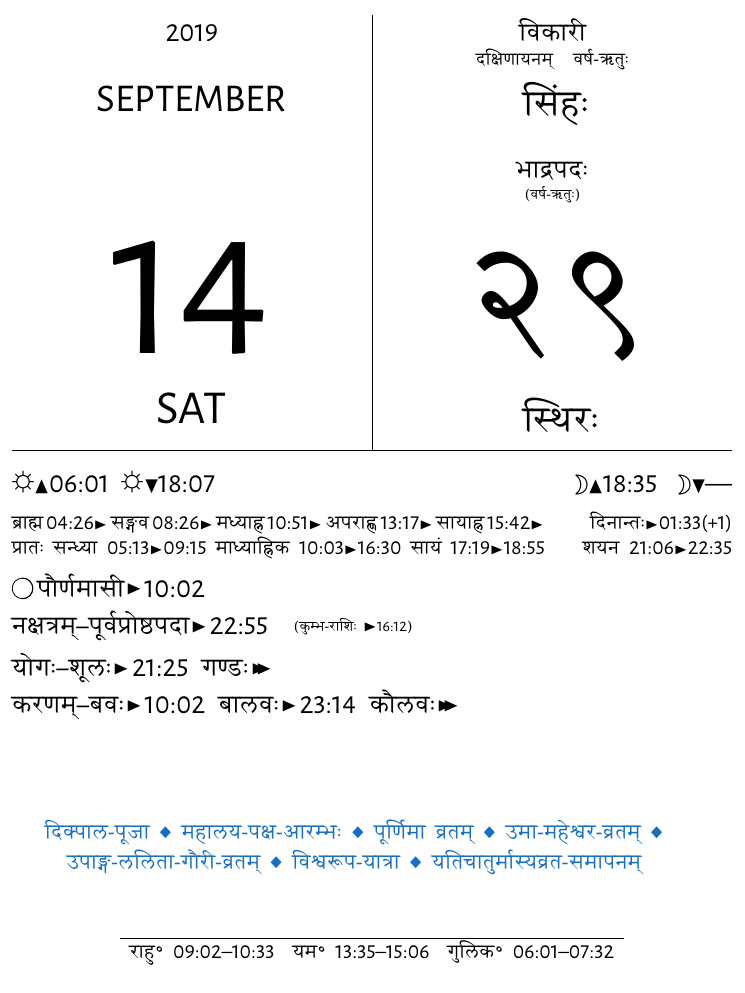 2019
SEPTEMBER
14
SAT
विकारी
दक्षिणायनम् वर्ष-ऋतुः
सिंहः
भाद्रपदः
(वर्ष-ऋतुः)
२९
स्थिरः
☼▲06:01 ☼▼18:07 ☽▲18:35 ☽▼—
ब्राह्म 04:26► सङ्गव 08:26► मध्याह्न 10:51► अपराह्ण 13:17► सायाह्न 15:42► दिनान्तः►01:33(+1)
प्रातः सन्ध्या 05:13►09:15 माध्याह्निक 10:03►16:30 सायं 17:19►18:55 शयन 21:06►22:35
○पौर्णमासी►10:02
नक्षत्रम्–पूर्वप्रोष्ठपदा► 22:55 (कुम्भ-राशिः ►16:12)
योगः–शूलः► 21:25 गण्डः►►
करणम्–बवः►10:02 बालवः►23:14 कौलवः►►
दिक्पाल-पूजा ◆ महालय-पक्ष-आरम्भः ◆ पूर्णिमा व्रतम् ◆ उमा-महेश्वर-व्रतम् ◆
उपाङ्ग-ललिता-गौरी-व्रतम् ◆ विश्वरूप-यात्रा ◆ यतिचातुर्मास्यव्रत-समापनम्
राहु॰ 09:02–10:33 यम॰ 13:35–15:06 गुलिक॰ 06:01–07:32